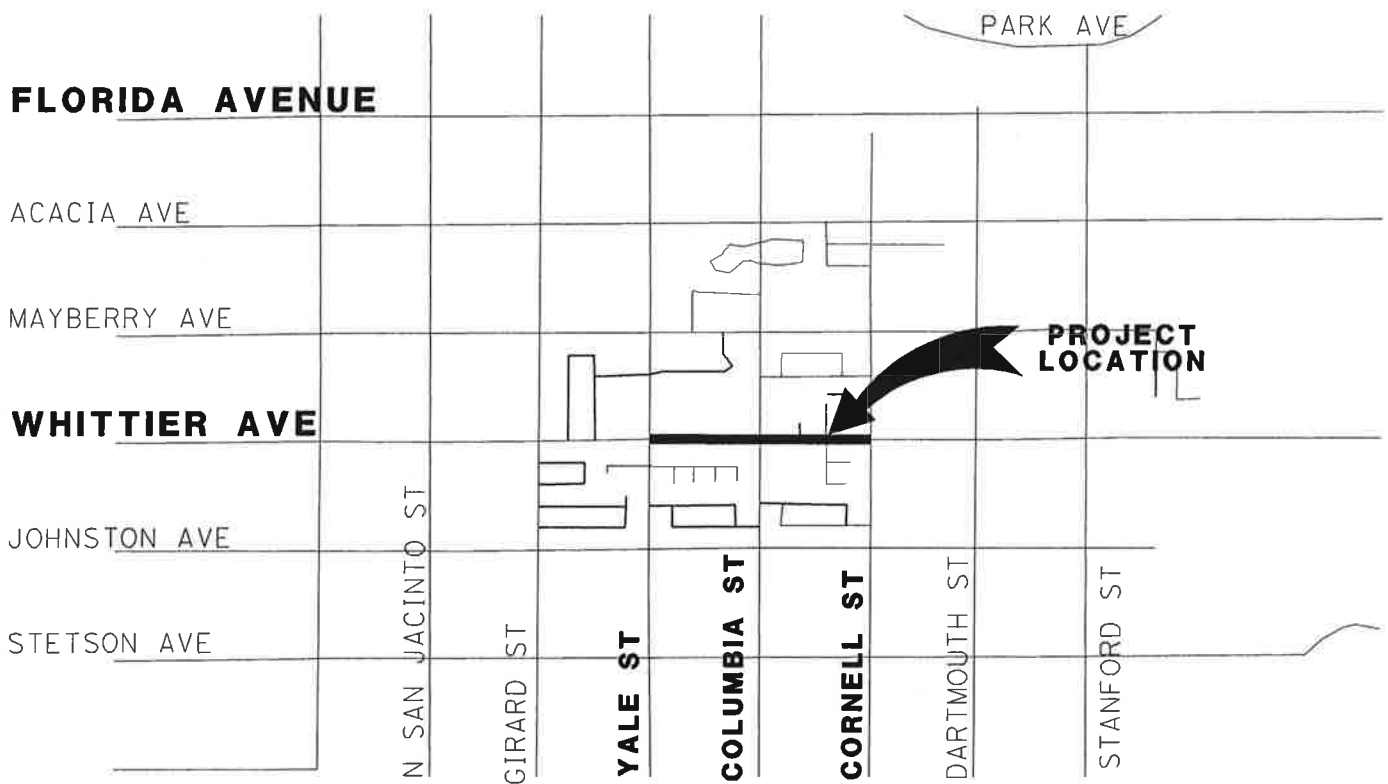 PARK AVE
FLORIDA AVENUE
ACACIA AVE
MAYBERRY AVE
PROJECT
LOCATION
WHITTIER AVE
JOHNSTON AVE
STETSON AVE
N SAN JACINTO ST
GIRARD ST
YALE ST
COLUMBIA ST
CORNELL ST
DARTMOUTH ST
STANFORD ST